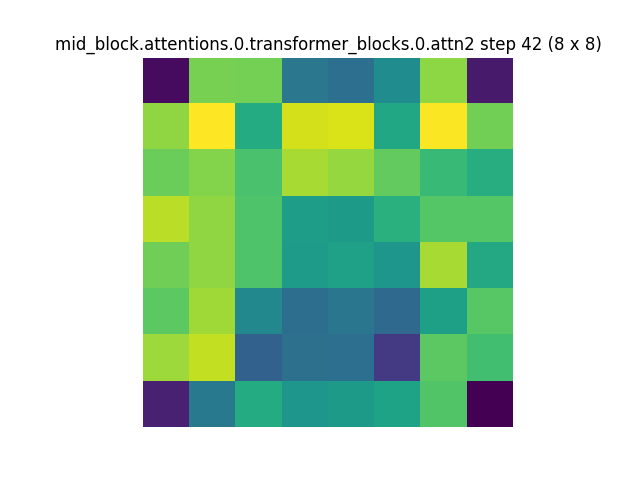 mid_block.attentions.0.transformer_blocks.0.attn2 step 42 (8 x 8)